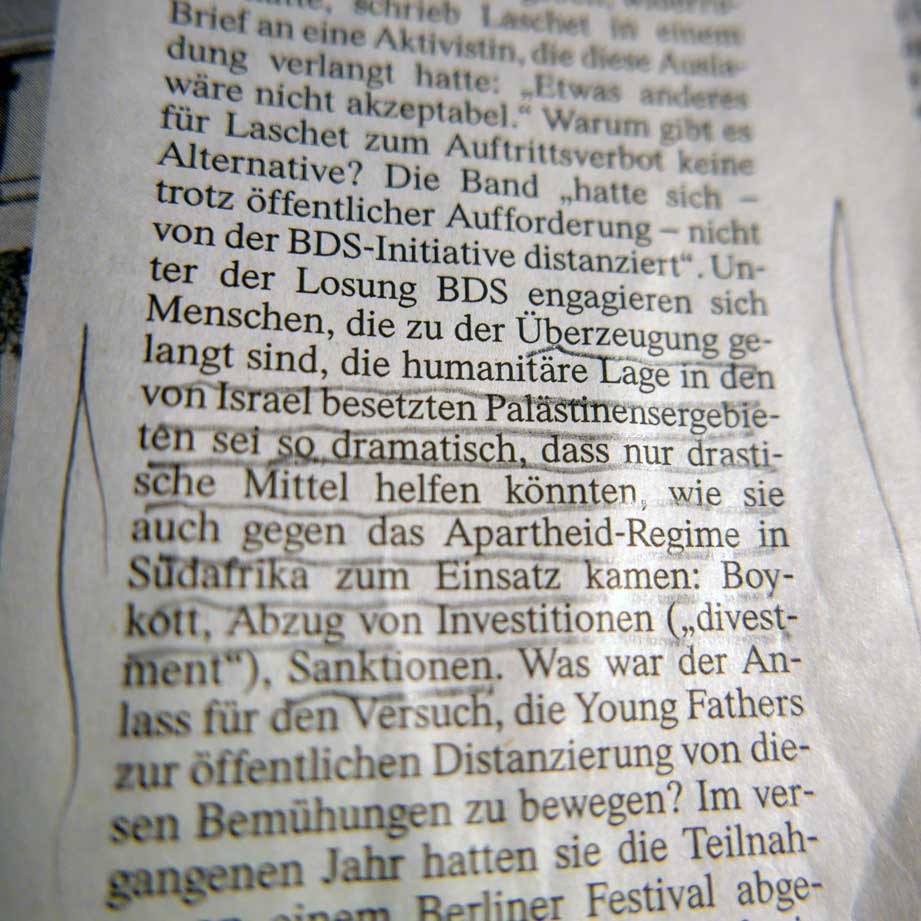 schrieb Laschet in einem
Brief an eine Aktivistin, die diese Ausla-
dung verlangt hatte: „Etwas anderes
wäre nicht akzeptabel.“ Warum gibt es
für Laschet zum Auftrittsverbot keine
Alternative? Die Band „hatte sich –
trotz öffentlicher Aufforderung – nicht
von der BDS-Initiative distanziert“. Un-
ter der Losung BDS engagieren sich
Menschen, die zu der Überzeugung ge-
langt sind, die humanitäre Lage in den
von Israel besetzten Palästinensergebie-
ten sei so dramatisch, dass nur drasti-
sche Mittel helfen könnten, wie sie
auch gegen das Apartheid-Regime in
Südafrika zum Einsatz kamen: Boy-
kott, Abzug von Investitionen („divest-
ment“), Sanktionen. Was war der An-
lass für den Versuch, die Young Fathers
zur öffentlichen Distanzierung von die-
sen Bemühungen zu bewegen? Im ver-
gangenen Jahr hatten sie die Teilnah-
einem Berliner Festival abge-